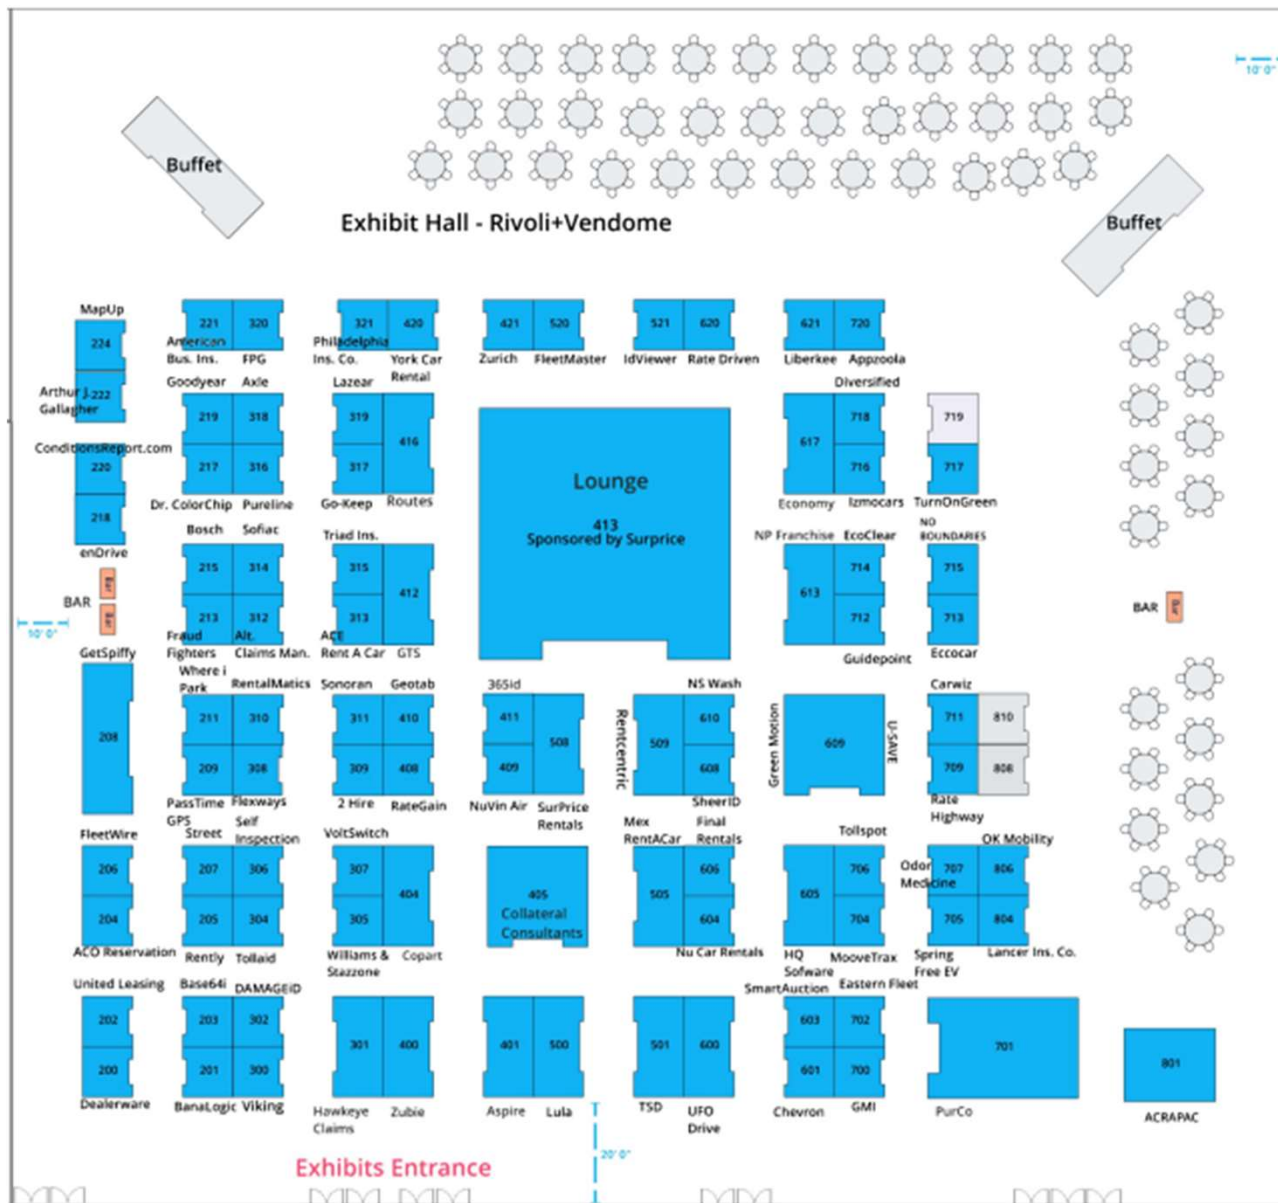 10' 0"
Buffet
Buffet
Exhibit Hall - Rivoli+Vendome
MapUp
221 320
321 420
421 520
521 620
621 720
224
American
Bus. Ins.
FPG
Philadelphia
Ins. Co.
York Car
Rental
Zurich
FleetMaster
IdViewer
Rate Driven
Liberkee
Appzoola
Arthur J.
Gallagher
222
Goodyear
Axle
Lazear
Diversified
219 318
319
416
718
617
719
ConditionsReport.com
220
217 316
317
716
717
Lounge
413
Sponsored by Surprice
218
Dr. ColorChip
Pureline
Go-Keep
Routes
Economy
Izmocars
TurnOnGreen
enDrive
Bosch
Sofiac
Triad Ins.
NP Franchise
EcoClear
NO
BOUNDARIES
215 314
315
412
714
613
715
Bar
BAR
Bar
213 312
313
712
713
BAR
Bar
10' 0"
Fraud
Fighters
Alt.
Claims Man.
ACE
Rent A Car
GTS
Guidepoint
Eccocar
GetSpiffy
Where i
Park
RentalMatics
Sonoran
Geotab
365id
NS Wash
Carwiz
208
211 310
311 410
411
508
Rentcentric
509
610
Green Motion
609
U-SAVE
711 810
209 308
309 408
409
608
709 808
PassTime
GPS
Flexways
2 Hire
RateGain
NuVin Air
SurPrice
Rentals
SheerID
Rate
Highway
FleetWire
Street
Self
Inspection
VoltSwitch
Mex
RentACar
Final
Rentals
Tollspot
OK Mobility
206
207 306
307
404
405
Collateral
Consultants
505
606
605
706
Odor
Medicine
707 806
204
205 304
305
604
704
705 804
ACO Reservation
Rently
Tollaid
Williams &
Stazzone
Copart
Nu Car Rentals
HQ
Sofware
MooveTrax
Spring
Free EV
Lancer Ins. Co.
United Leasing
Base64i
DAMAGEiD
SmartAuction
Eastern Fleet
202
203 302
301 400
401 500
501 600
603 702
701
200
201 300
601 700
801
Dealerware
BanaLogic
Viking
Hawkeye
Claims
Zubie
Aspire
Lula
TSD
UFO
Drive
Chevron
GMI
PurCo
ACRAPAC
Exhibits Entrance
20' 0"